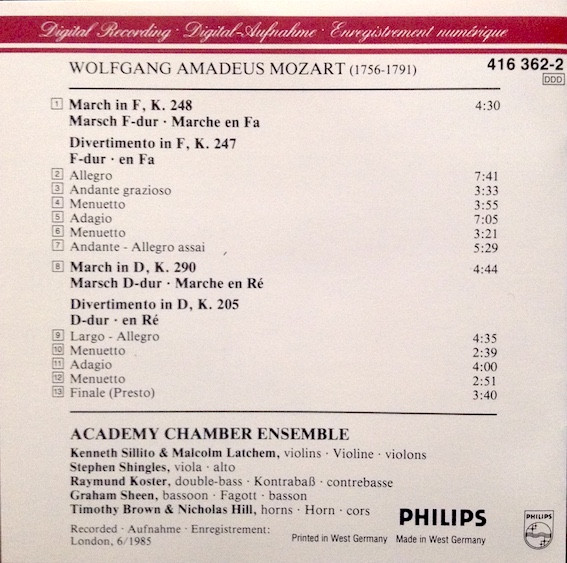 Digital Recording · Digital-Aufnahme · Enregistrement numérique
WOLFGANG AMADEUS MOZART (1756-1791) 416 362-2
DDD
1 March in F, K. 248 4:30
Marsch F-dur · Marche en Fa
Divertimento in F, K. 247
F-dur · en Fa
2 Allegro 7:41
3 Andante grazioso 3:33
4 Menuetto 3:55
5 Adagio 7:05
6 Menuetto 3:21
7 Andante - Allegro assai 5:29
8 March in D, K. 290 4:44
Marsch D-dur · Marche en Ré
Divertimento in D, K. 205
D-dur · en Ré
9 Largo - Allegro 4:35
10 Menuetto 2:39
11 Adagio 4:00
12 Menuetto 2:51
13 Finale (Presto) 3:40
ACADEMY CHAMBER ENSEMBLE
Kenneth Sillito & Malcolm Latchem, violins · Violine · violons
Stephen Shingles, viola · alto
Raymund Koster, double-bass · Kontrabaß · contrebasse
Graham Sheen, bassoon · Fagott · basson
Timothy Brown & Nicholas Hill, horns · Horn · cors
Recorded · Aufnahme · Enregistrement:
London, 6/1985
PHILIPS
Printed in West Germany Made in West Germany
PHILIPS